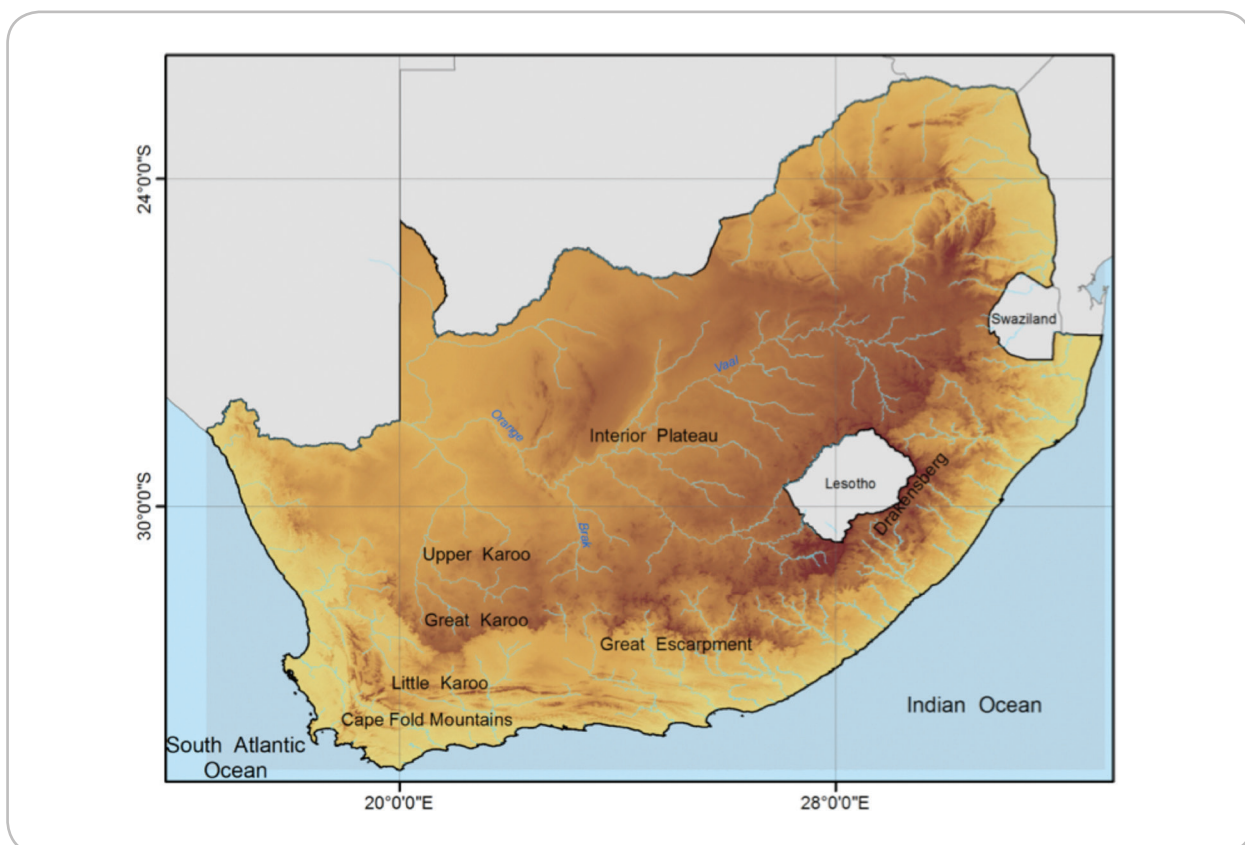 24°0'0"S
Swaziland
Vaal
Orange
Interior Plateau
Lesotho
Drakensberg
30°0'0"S
Brak
Upper Karoo
Great Karoo
Great Escarpment
Little Karoo
Indian Ocean
Cape Fold Mountains
South Atlantic
Ocean
20°0'0"E
28°0'0"E